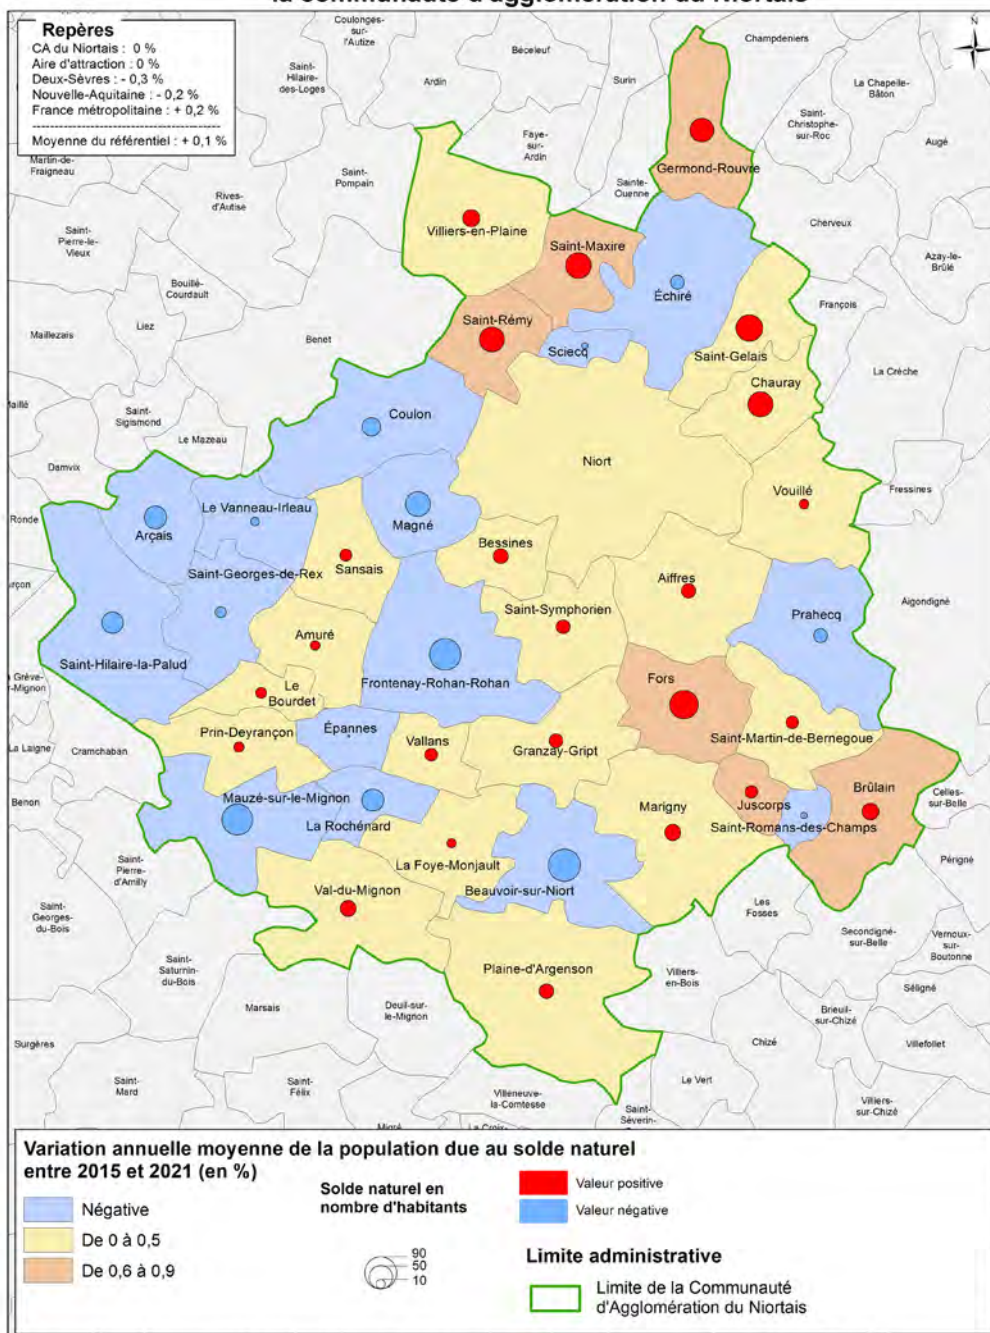 la communauté d'agglomération du Niortais
Repères
CA du Niortais : 0 %
Aire d'attraction : 0 %
Deux-Sèvres : - 0,3 %
Nouvelle-Aquitaine : - 0,2 %
France métropolitaine : + 0,2 %
Moyenne du référentiel : + 0,1 %
N
Coulonges-
sur-
l'Autize
Béceleuf
Champdeniers
Saint-
Hilaire-
des-Loges
Ardin
Surin
La Chapelle-
Bâton
Saint-
Christophe-
sur-Roc
Augé
Faye-
sur-
Ardin
Martin-de-
Fraigneau
Saint-
Pompain
Germond-Rouvre
Sainte-
Ouenne
Rives-
d'Autise
Cherveux
Saint-
Pierre-le-
Vieux
Villiers-en-Plaine
Saint-Maxire
Azay-le-
Brûlé
Bouillé-
Courdault
Échiré
François
Maillezais
Liez
Benet
Saint-Rémy
Sciecq
Saint-Gelais
La Crèche
Chauray
Maillé
Saint-
Sigismond
Coulon
Le Mazeau
Damvix
Niort
Fressines
Vouillé
Ronde
Le Vanneau-Irleau
Magné
Arçais
Bessines
Sansais
Saint-Georges-de-Rex
Aiffres
arçon
Saint-Symphorien
Prahecq
Aigondigné
Amuré
Saint-Hilaire-la-Palud
Frontenay-Rohan-Rohan
Fors
a Grève-
r-Mignon
Le
Bourdet
Épannes
Prin-Deyrançon
Vallans
Granzay-Gript
Saint-Martin-de-Bernegoue
La Laigne
Cramchaban
Brûlain
Celles-
sur-Belle
Benon
Mauzé-sur-le-Mignon
Marigny
Juscorps
La Rochénard
Saint-Romans-des-Champs
Saint-
Pierre-
d'Amilly
La Foye-Monjault
Périgné
Val-du-Mignon
Beauvoir-sur-Niort
Saint-
Georges-
du-Bois
Les
Fosses
Secondigné-
sur-Belle
Vernoux-
sur-
Boutonne
Saint-
Saturnin-
du-Bois
Plaine-d'Argenson
Villiers-
en-Bois
Séligné
Marsais
Deuil-sur-
le-Mignon
Brieuil-
sur-Chizé
Surgères
Chizé
Villefollet
Saint-
Mard
Saint-
Félix
Le Vert
Villeneuve-
la-Comtesse
Villiers-
sur-Chizé
Saint-
Séverin-
Migré
La Croix-
Variation annuelle moyenne de la population due au solde naturel
entre 2015 et 2021 (en %)
Négative
De 0 à 0,5
De 0,6 à 0,9
Solde naturel en
nombre d'habitants
90
50
10
Valeur positive
Valeur négative
Limite administrative
Limite de la Communauté
d'Agglomération du Niortais